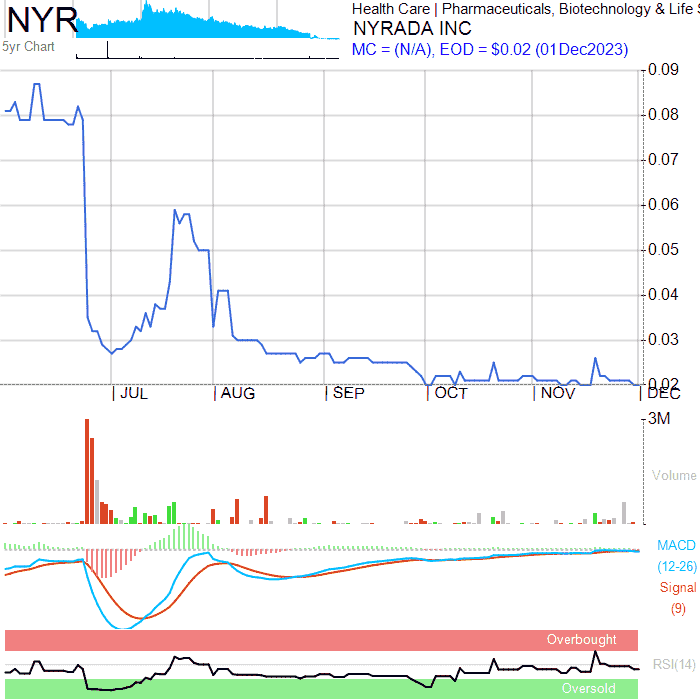 NYR
Health Care | Pharmaceuticals, Biotechnology & Life S
NYRADA INC
5yr Chart
MC = (N/A), EOD = $0.02 (01Dec2023)
0.09
0.08
0.07
0.06
0.05
0.04
0.03
0.02
JUL
AUG
SEP
OCT
NOV
DEC
3M
Volume
MACD
(12-26)
Signal
(9)
Overbought
RSI(14)
Oversold